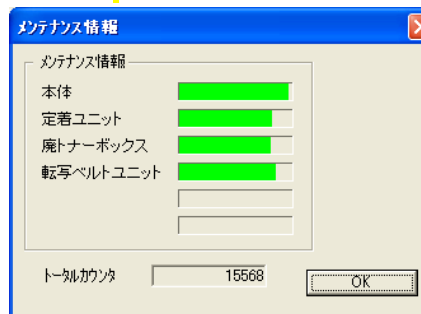 メンテナンス情報
メンテナンス情報
本体
定着ユニット
廃トナーボックス
転写ベルトユニット
トータルカウンタ 15568 OK